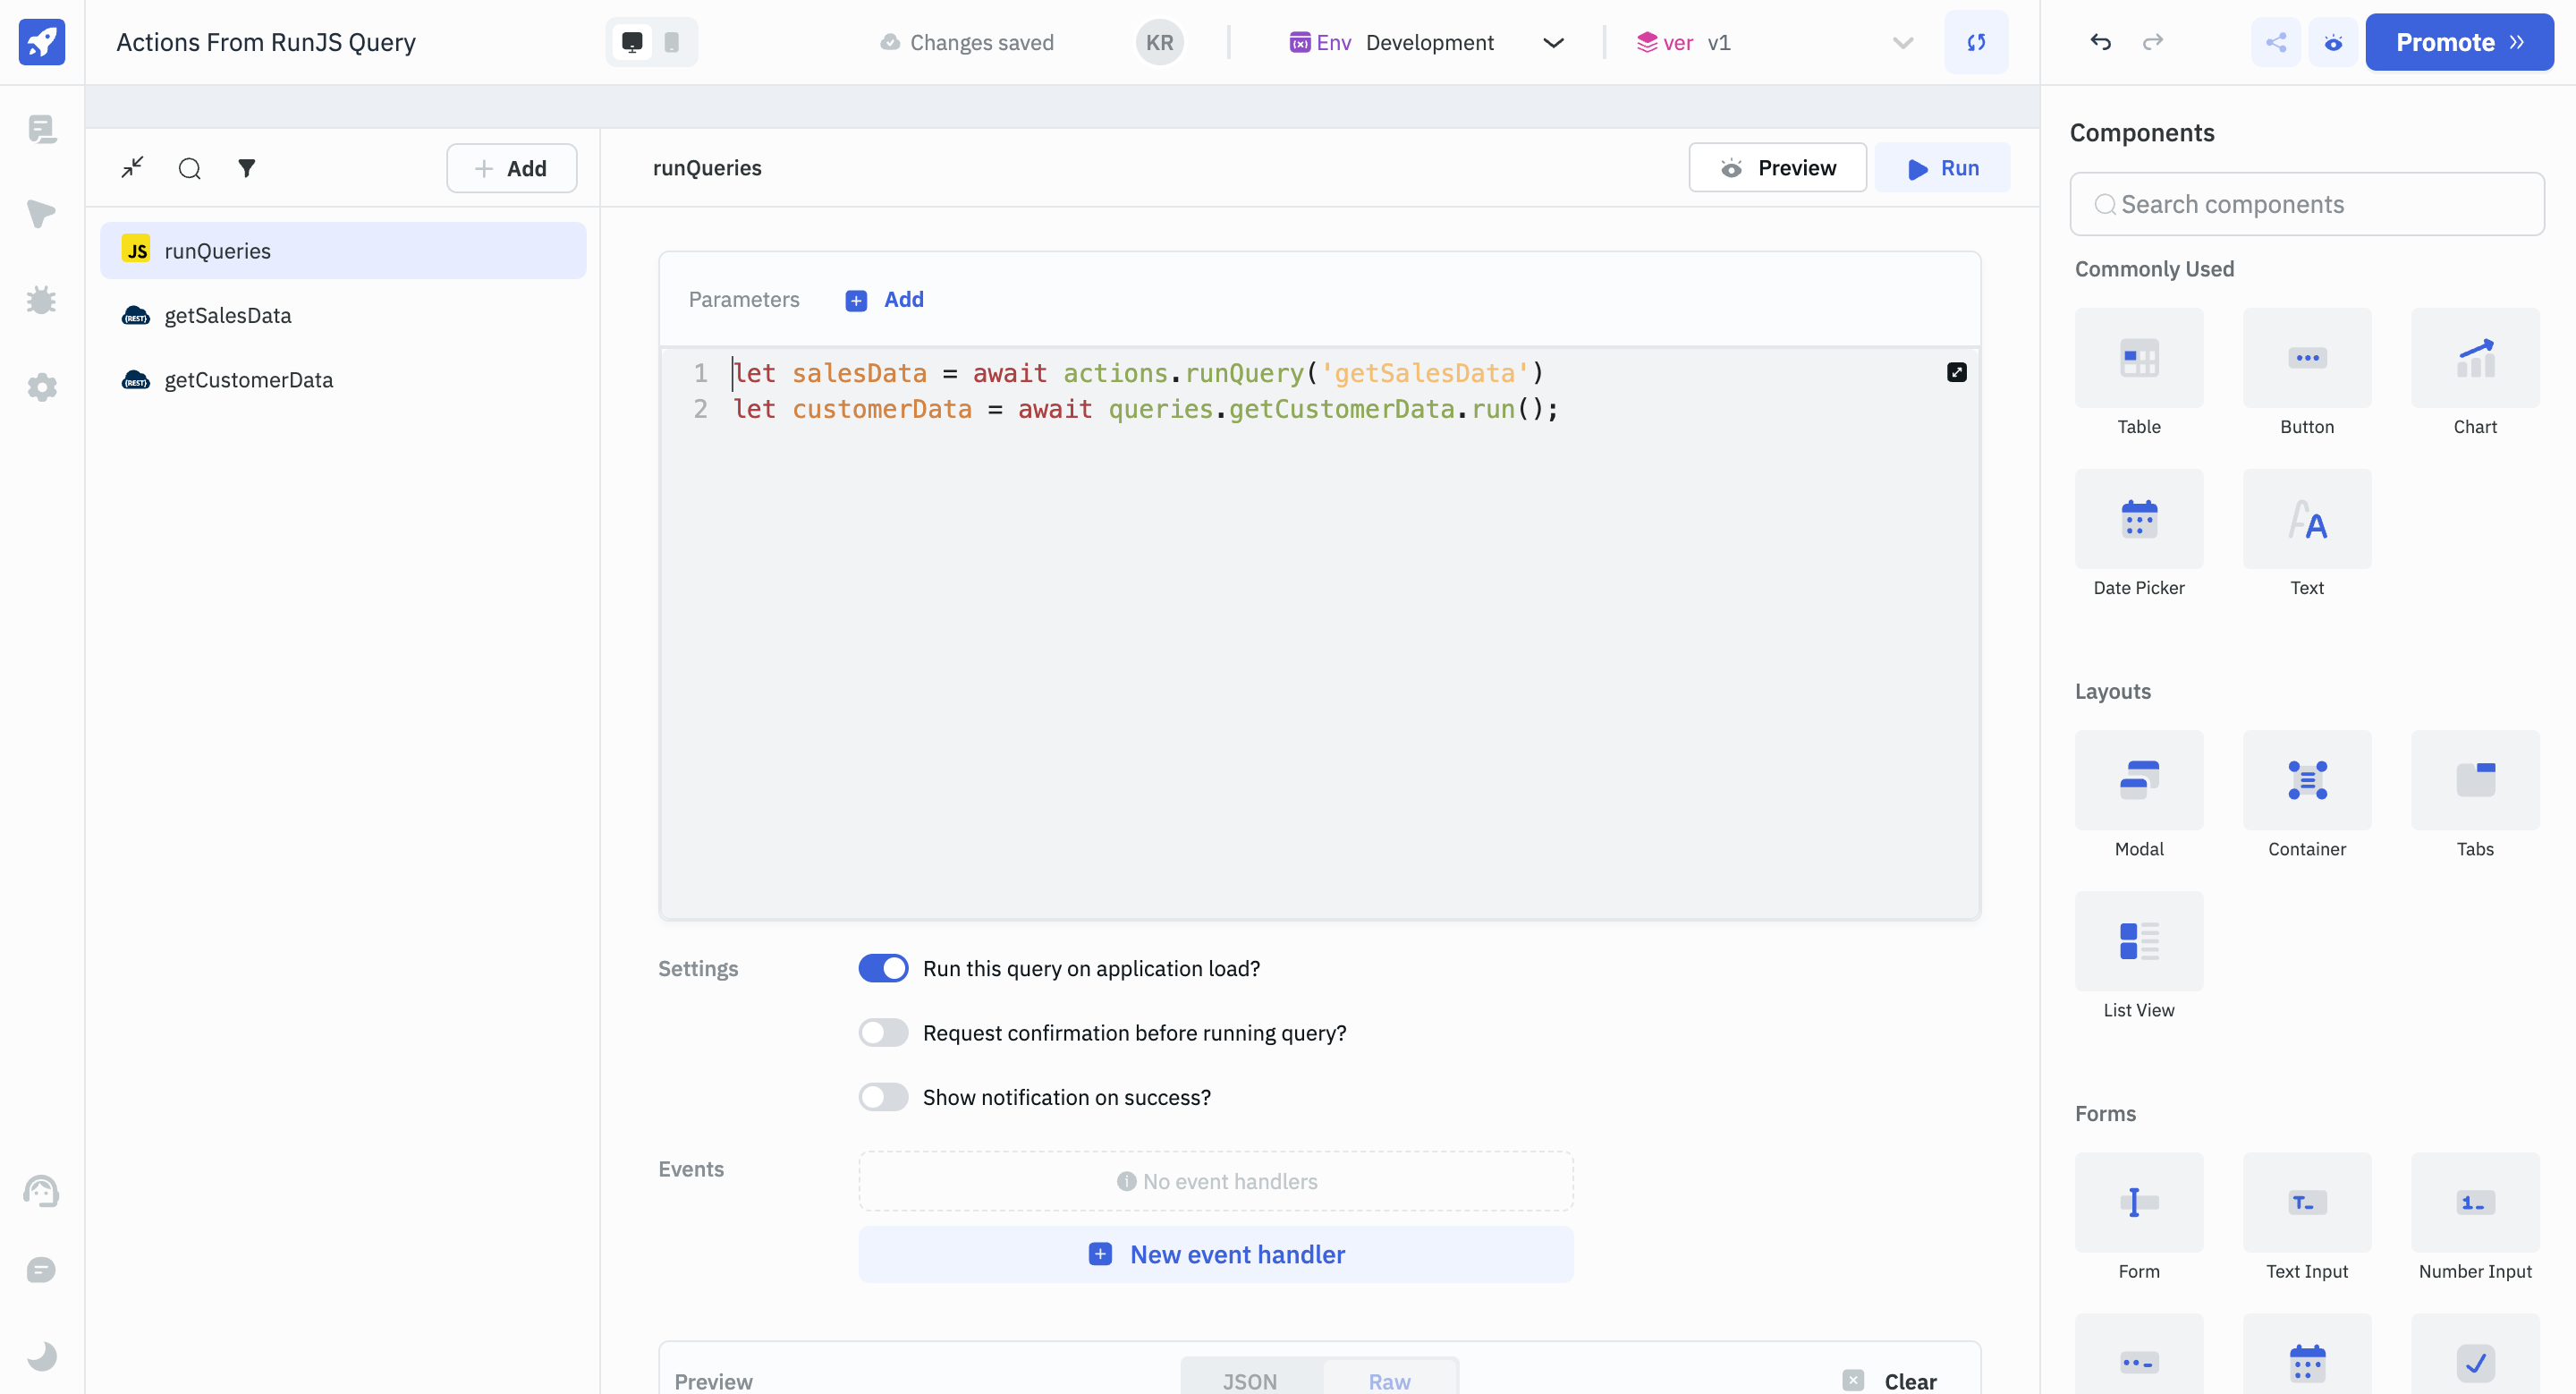 Actions From RunJS Query
Changes saved
KR
Env Development
ver v1
Promote
Add
runQueries
getSalesData
getCustomerData
runQueries
Preview
Run
Parameters
Add
1 let salesData = await actions.runQuery('getSalesData')
2 let customerData = await queries.getCustomerData.run();
Settings
Run this query on application load?
Request confirmation before running query?
Show notification on success?
Events
No event handlers
New event handler
Preview
JSON
Raw
Clear
Components
Search components
Commonly Used
Table
Button
Chart
Date Picker
Text
Layouts
Modal
Container
Tabs
List View
Forms
Form
Text Input
Number Input